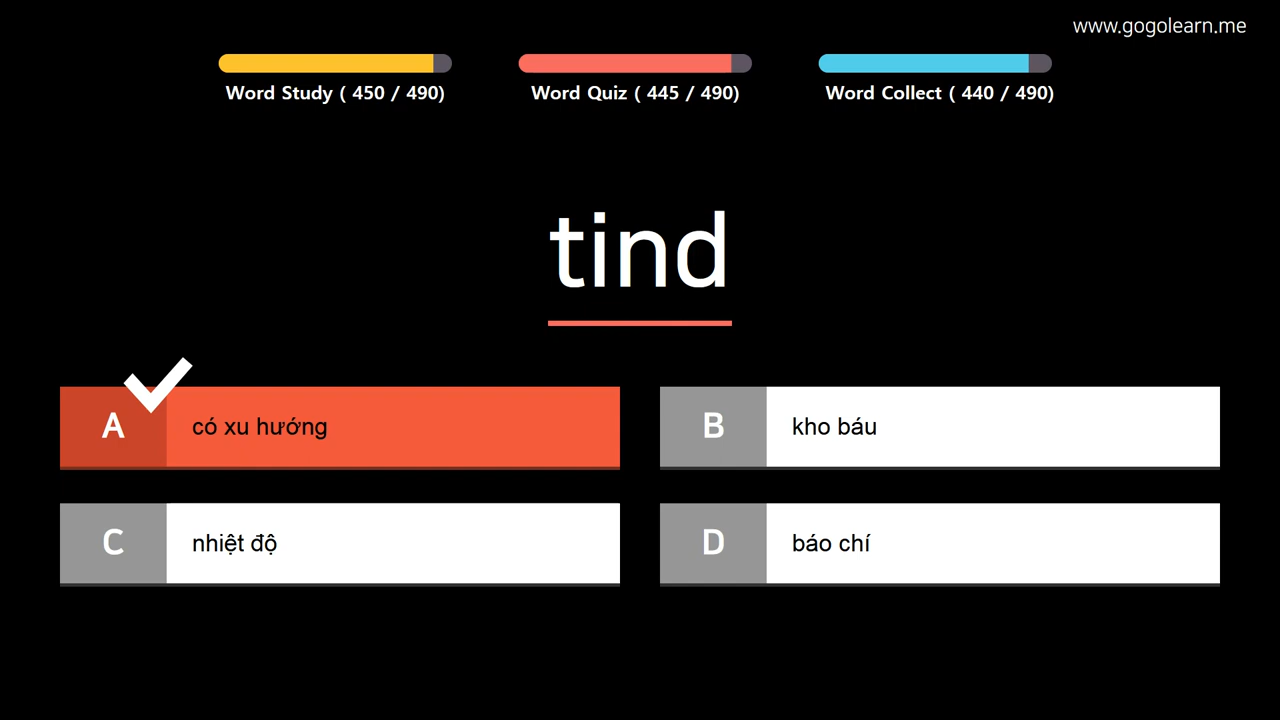 www.gogolearn.me
Word Study ( 450 / 490)
Word Quiz ( 445 / 490)
Word Collect ( 440 / 490)
tind
A có xu hướng
B kho báu
C nhiệt độ
D báo chí